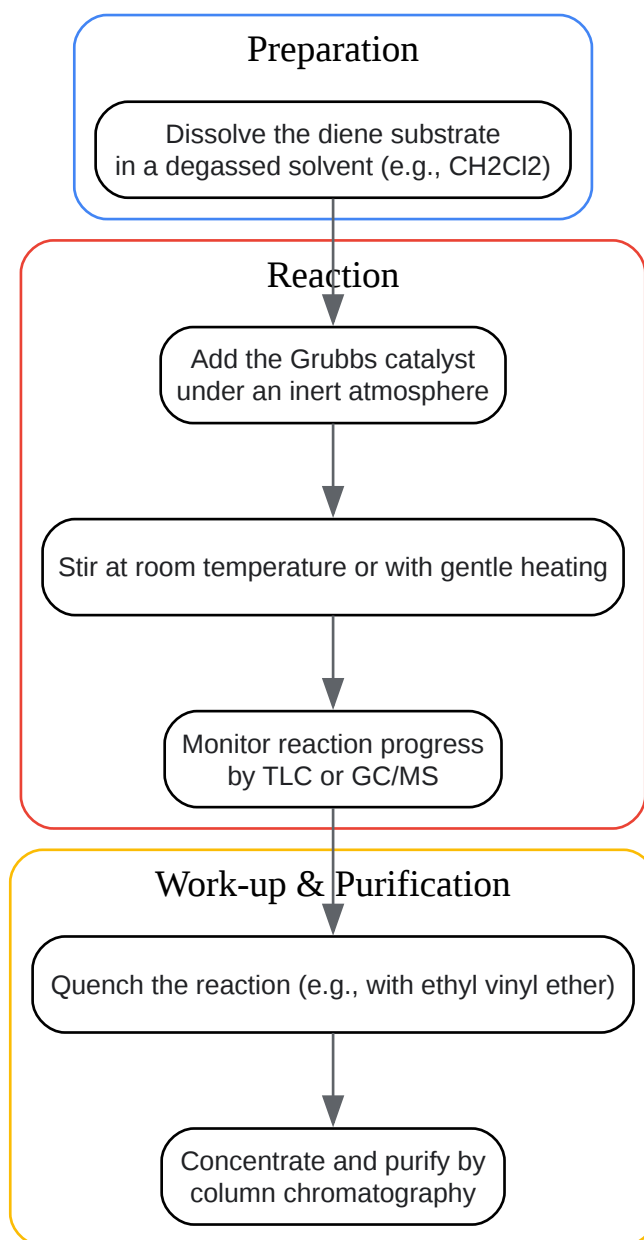 Preparation
Dissolve the diene substrate
in a degassed solvent (e.g., CH2Cl2)
Reaction
Add the Grubbs catalyst
under an inert atmosphere
Stir at room temperature or with gentle heating
Monitor reaction progress
by TLC or GC/MS
Work-up & Purification
Quench the reaction (e.g., with ethyl vinyl ether)
Concentrate and purify by
column chromatography